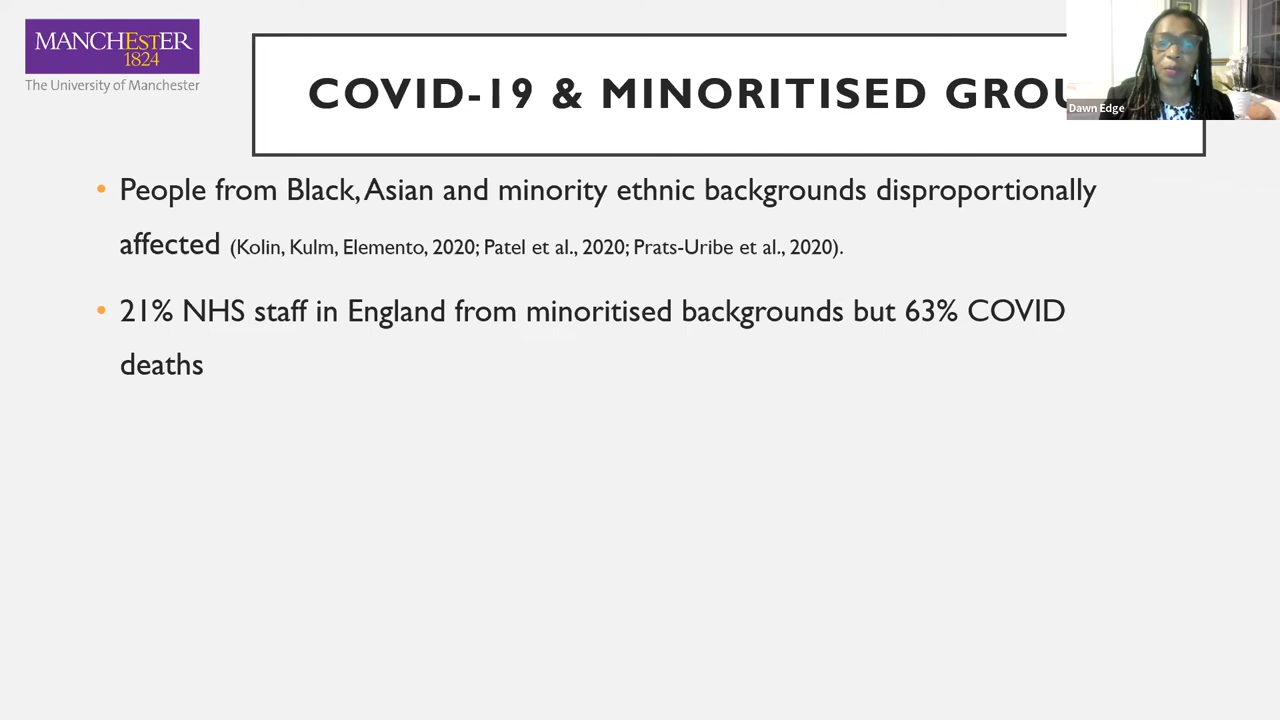 MANCHESTER
1824
The University of Manchester
COVID-19 & MINORITISED GROU
Dawn Edge
• People from Black, Asian and minority ethnic backgrounds disproportionally
affected (Kolin, Kulm, Elemento, 2020; Patel et al., 2020; Prats-Uribe et al., 2020).
• 21% NHS staff in England from minoritised backgrounds but 63% COVID
deaths